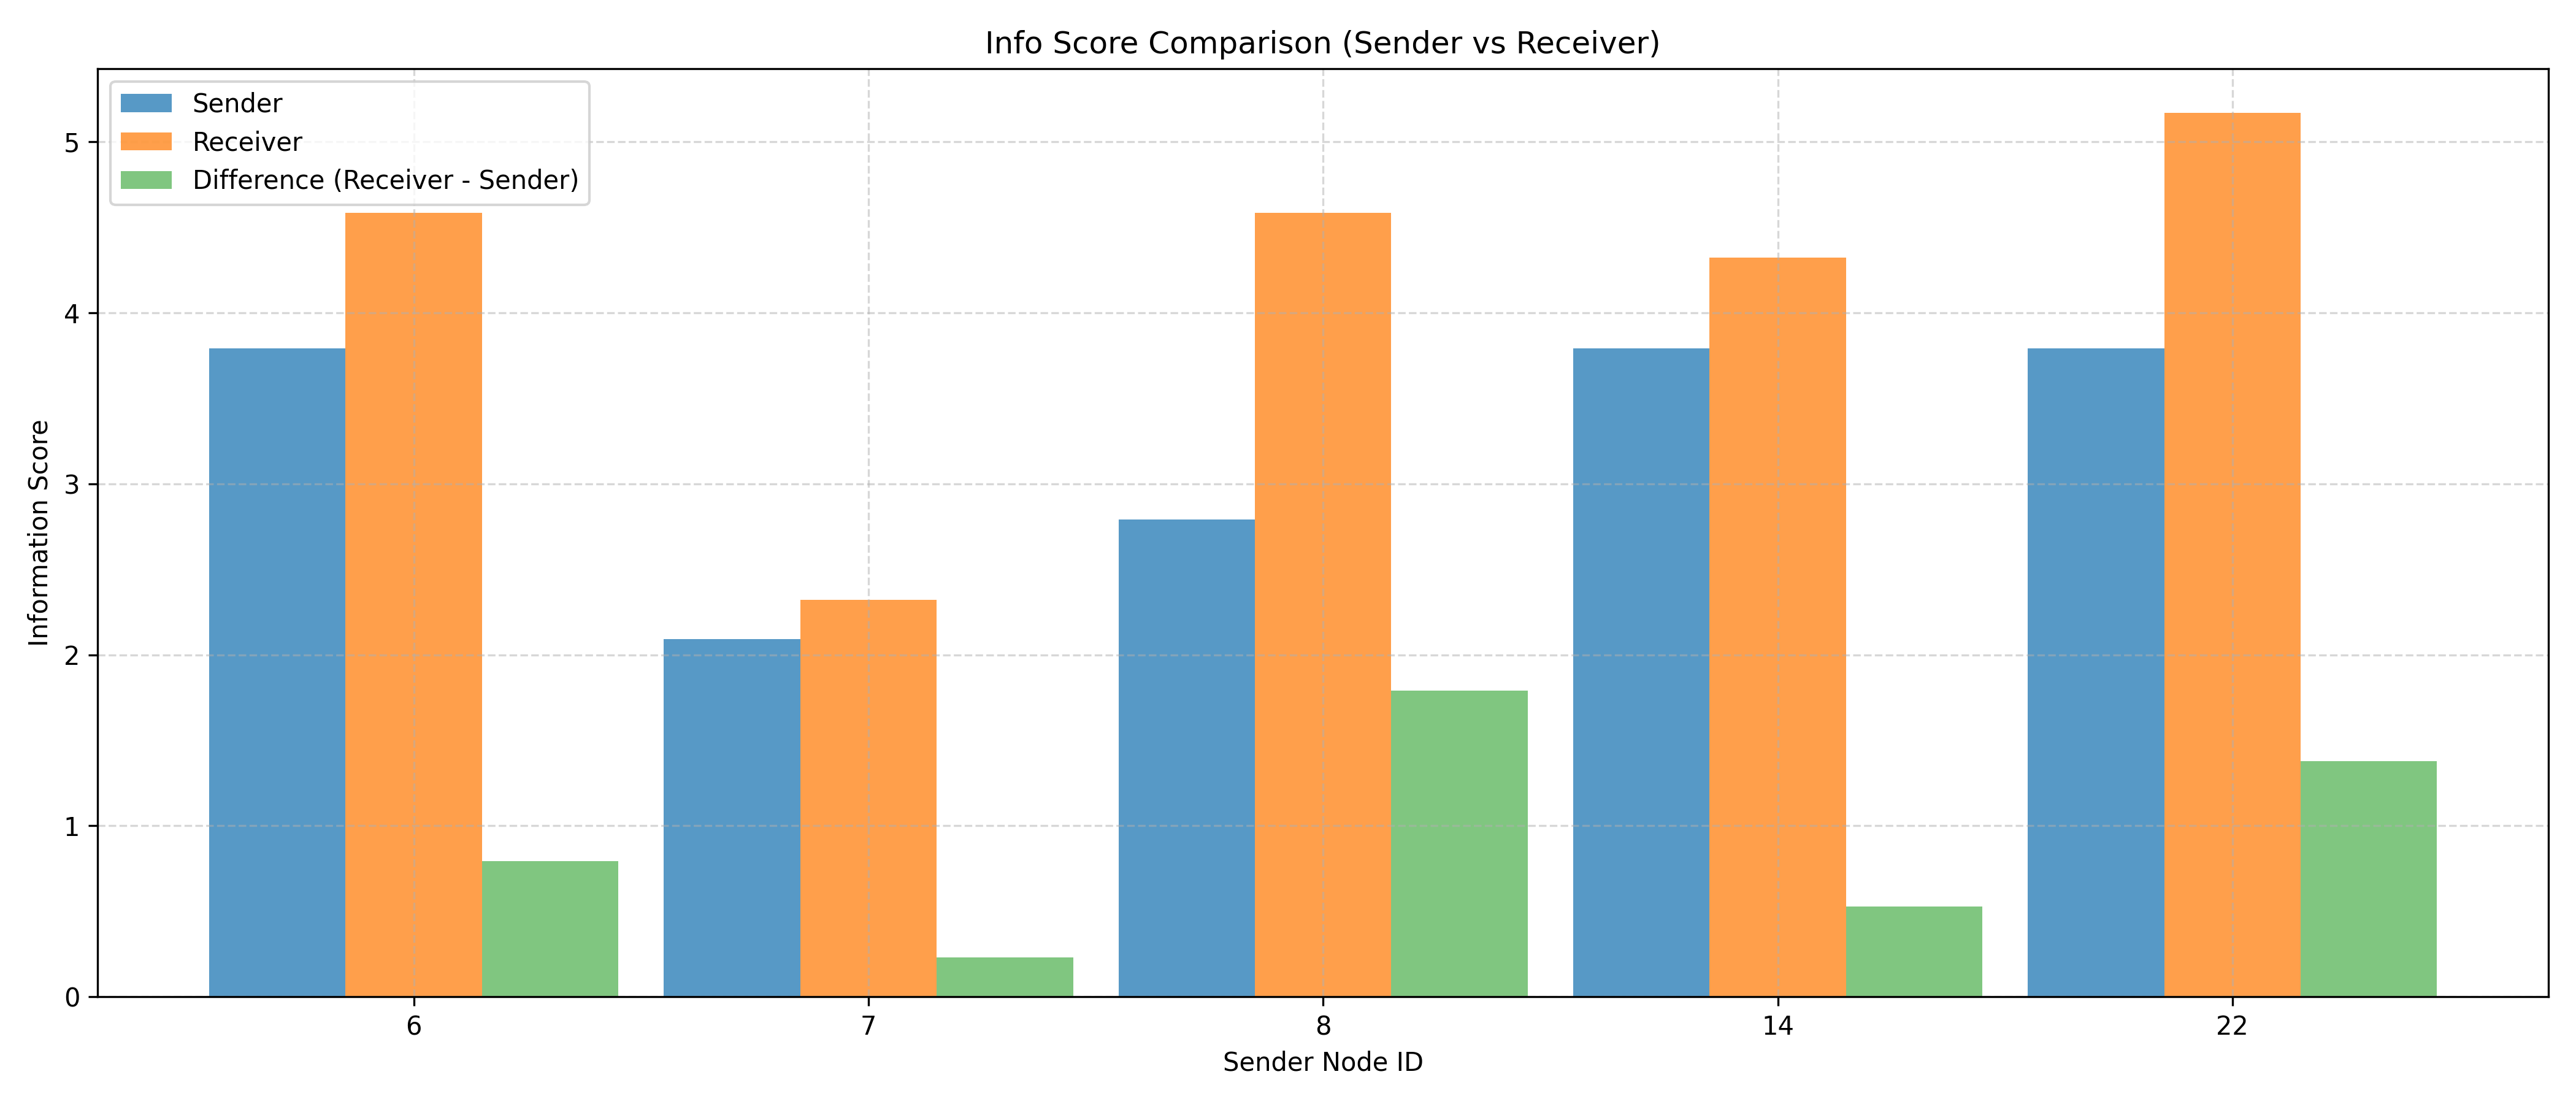 Info Score Comparison (Sender vs Receiver)
Sender
Receiver
Difference (Receiver - Sender)
Information Score
5
4
3
2
1
0
6
7
8
14
22
Sender Node ID